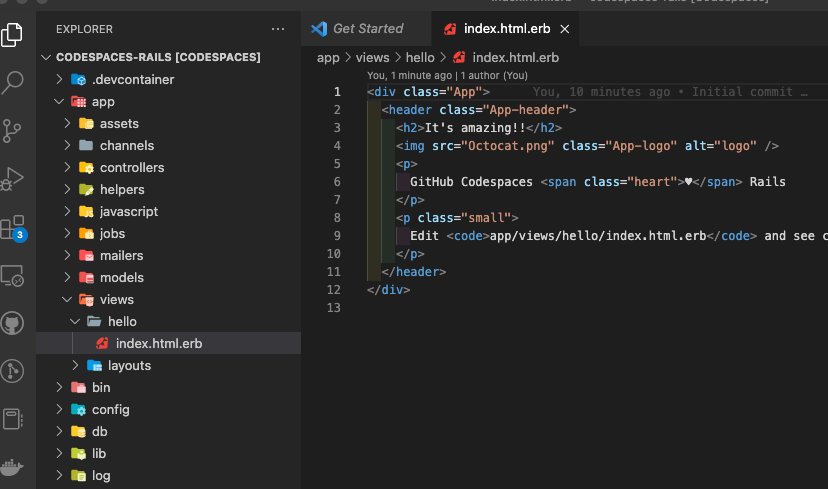 EXPLORER
CODESPACES-RAILS [CODESPACES]
.devcontainer
app
assets
channels
controllers
helpers
javascript
jobs
mailers
models
views
hello
index.html.erb
layouts
bin
config
db
lib
log
3
Get Started
index.html.erb
app > views > hello > index.html.erb
You, 1 minute ago | 1 author (You)
1 <div class="App"> You, 10 minutes ago • Initial commit …
2 <header class="App-header">
3 <h2>It's amazing!!</h2>
4 <img src="Octocat.png" class="App-logo" alt="logo" />
5 <p>
6 GitHub Codespaces <span class="heart">♥</span> Rails
7 </p>
8 <p class="small">
9 Edit <code>app/views/hello/index.html.erb</code> and see c
10 </p>
11 </header>
12 </div>
13